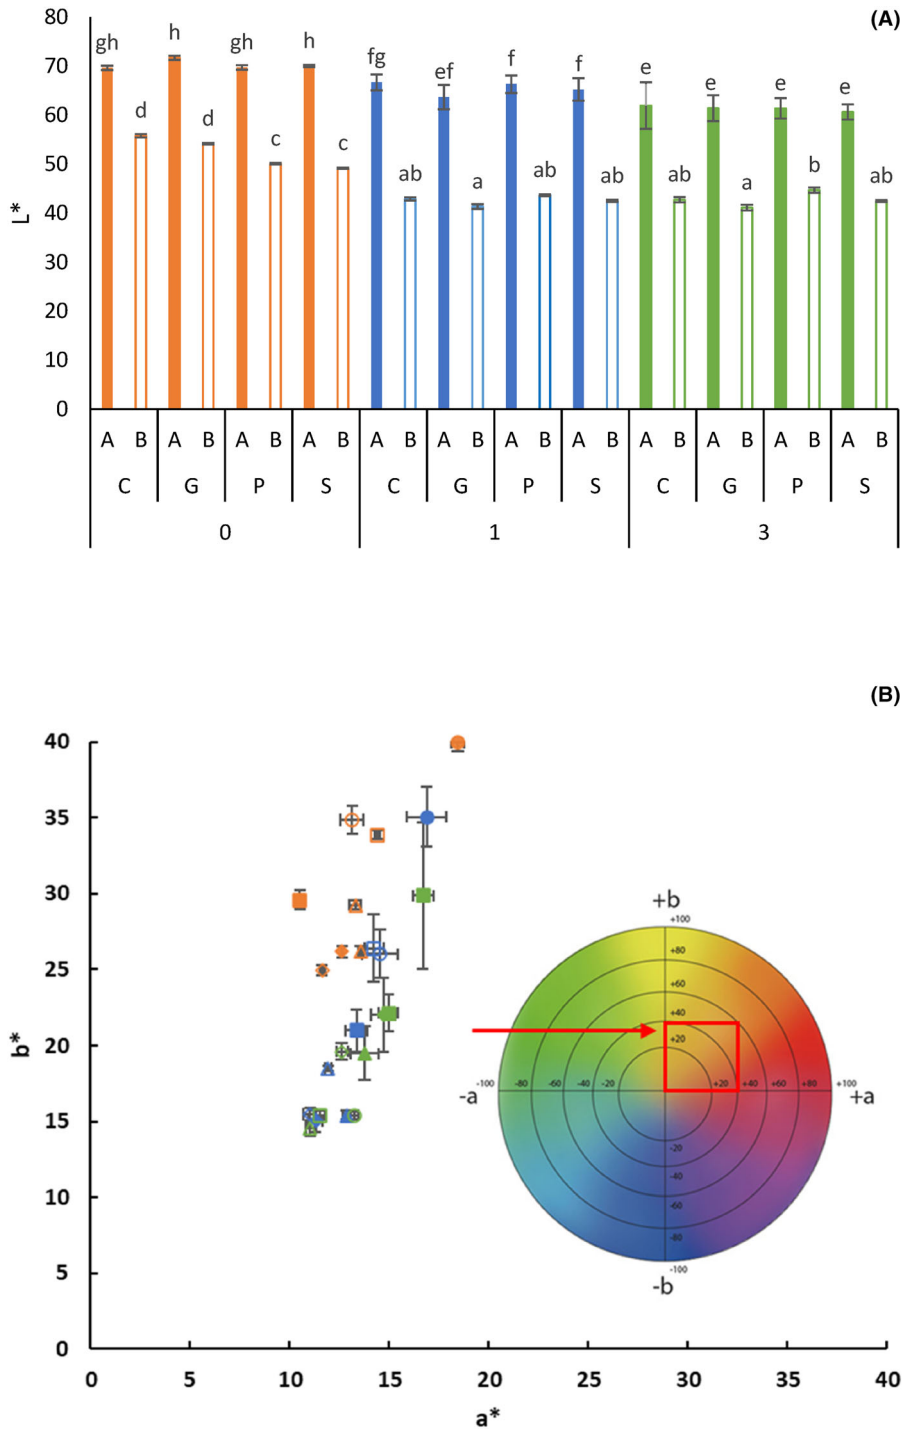 (A)
80
gh
h
gh
h
fg
ef
f
f
e
e
e
e
70
60
d
d
c
c
50
ab
a
ab
ab
ab
a
b
ab
40
30
20
10
0
L*
A B A B A B A B A B A B A B A B A B A B A B A B
C G P S C G P S C G P S
0 1 3
(B)
40
35
30
25
20
15
10
5
0
b*
0 5 10 15 20 25 30 35 40
a*
+b
+100
+80
+60
+40
+20
-a -100 -80 -60 -40 -20 +20 +40 +60 +80 +100 +a
-20
-40
-60
-80
-100
-b